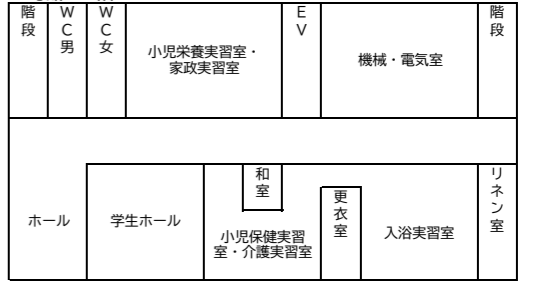 階段
WC男
WC女
小児栄養実習室・
家政実習室
EV
機械・電気室
階段
ホール
学生ホール
和室
小児保健実習
室・介護実習室
更衣室
入浴実習室
リネン室